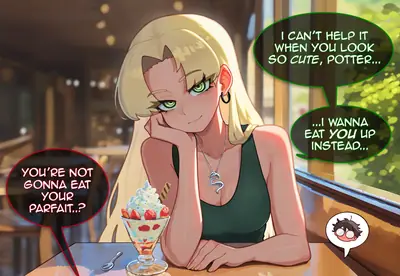 YOU'RE NOT
GONNA EAT
YOUR
PARFAIT..?
I CAN'T HELP IT
WHEN YOU LOOK
SO CUTE, POTTER...
...I WANNA
EAT YOU UP
INSTEAD...